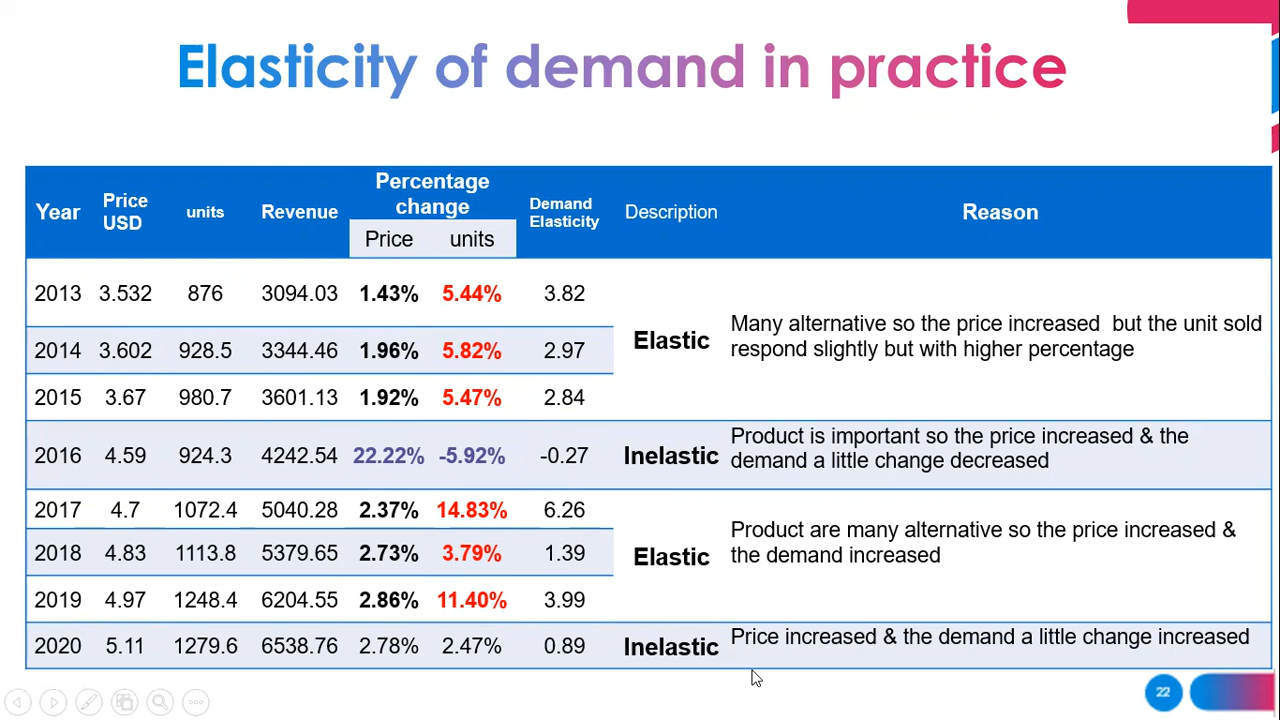 Elasticity of demand in practice
Year Price USD units Revenue Percentage change Demand Elasticity Description Reason
Price units
2013 3.532 876 3094.03 1.43% 5.44% 3.82
2014 3.602 928.5 3344.46 1.96% 5.82% 2.97
2015 3.67 980.7 3601.13 1.92% 5.47% 2.84
Elastic
Many alternative so the price increased but the unit sold
respond slightly but with higher percentage
2016 4.59 924.3 4242.54 22.22% -5.92% -0.27 Inelastic
Product is important so the price increased & the
demand a little change decreased
2017 4.7 1072.4 5040.28 2.37% 14.83% 6.26
2018 4.83 1113.8 5379.65 2.73% 3.79% 1.39
2019 4.97 1248.4 6204.55 2.86% 11.40% 3.99
Elastic
Product are many alternative so the price increased &
the demand increased
2020 5.11 1279.6 6538.76 2.78% 2.47% 0.89 Inelastic Price increased & the demand a little change increased
22